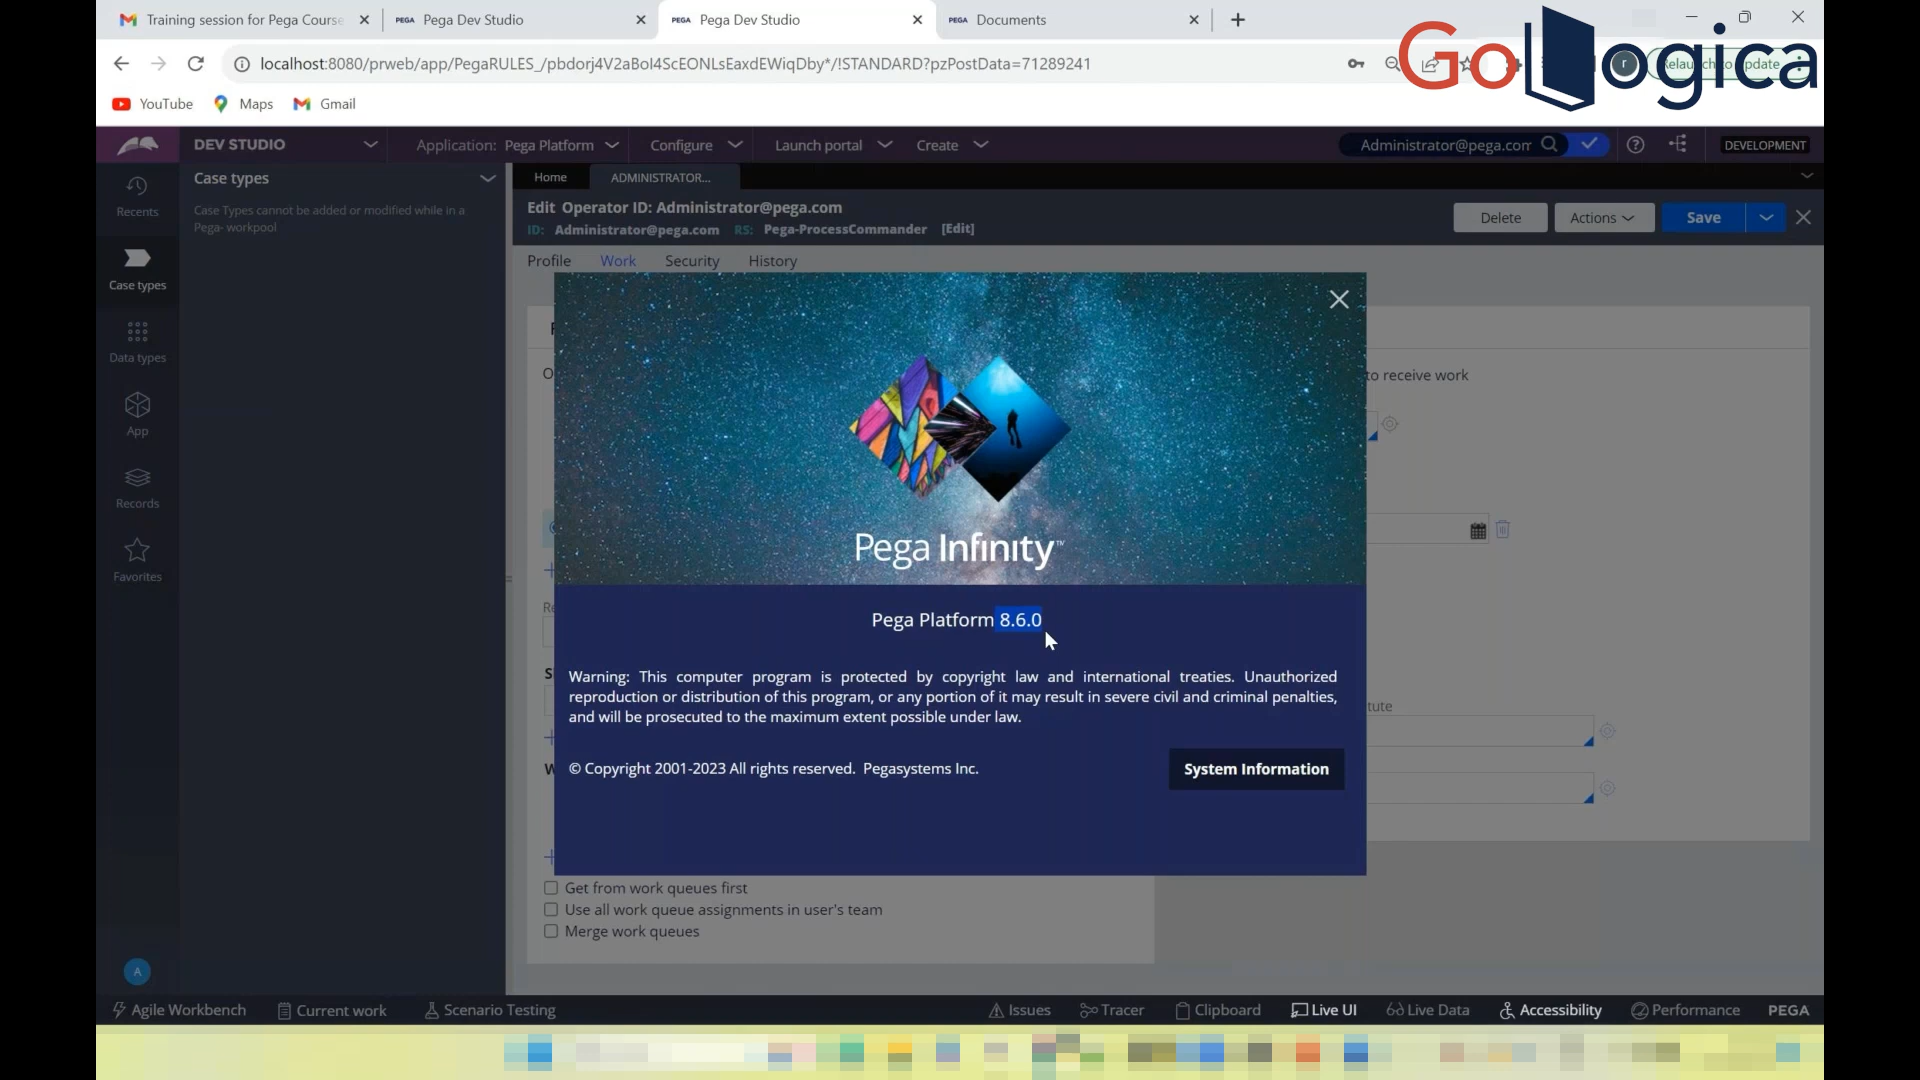 Training session for Pega Course
PEGA Pega Dev Studio
PEGA Pega Dev Studio
PEGA Documents
GoLogica
localhost:8080/prweb/app/PegaRULES_/pbdorj4V2aBol4ScEONLsEaxdEWiqDby*/!STANDARD?pzPostData=71289241
r
YouTube
Maps
Gmail
DEV STUDIO
Application: Pega Platform
Configure
Launch portal
Create
Administrator@pega.com
DEVELOPMENT
Recents
Case types
Data types
App
Records
Favorites
A
Case types
Case Types cannot be added or modified while in a
Pega- workpool
Home
ADMINISTRATOR...
Edit Operator ID: Administrator@pega.com
ID: Administrator@pega.com RS: Pega-ProcessCommander [Edit]
Delete
Actions
Save
Profile
Work
Security
History
to receive work
Pega Infinity™
Pega Platform 8.6.0
Warning: This computer program is protected by copyright law and international treaties. Unauthorized
reproduction or distribution of this program, or any portion of it may result in severe civil and criminal penalties,
and will be prosecuted to the maximum extent possible under law.
© Copyright 2001-2023 All rights reserved. Pegasystems Inc.
System Information
Get from work queues first
Use all work queue assignments in user's team
Merge work queues
Agile Workbench
Current work
Scenario Testing
Issues
Tracer
Clipboard
Live UI
Live Data
Accessibility
Performance
PEGA